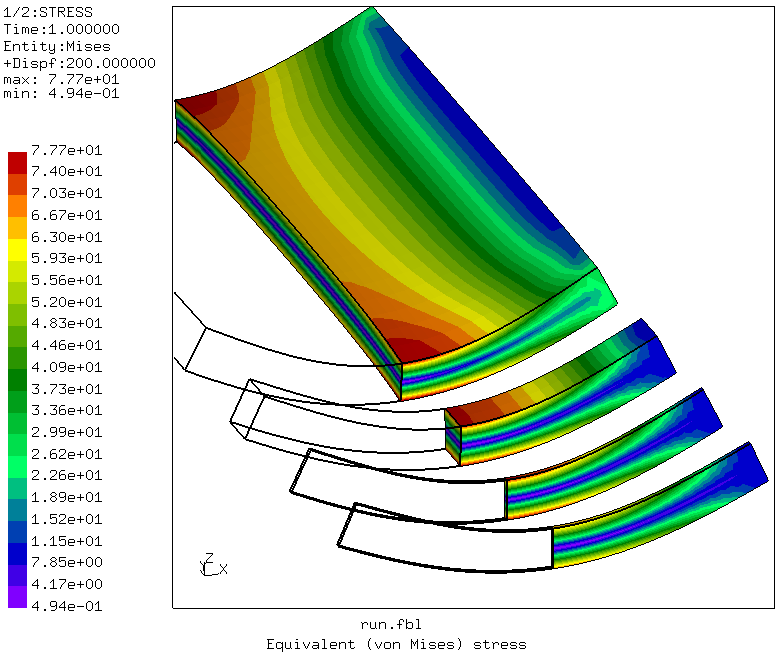 1/2:STRESS
Time:1.000000
Entity:Mises
+Dispf:200.000000
max: 7.77e+01
min: 4.94e-01
7.77e+01
7.40e+01
7.03e+01
6.67e+01
6.30e+01
5.93e+01
5.56e+01
5.20e+01
4.83e+01
4.46e+01
4.09e+01
3.73e+01
3.36e+01
2.99e+01
2.62e+01
2.26e+01
1.89e+01
1.52e+01
1.15e+01
7.85e+00
4.17e+00
4.94e-01
Z
Y X
run.fbl
Equivalent (von Mises) stress